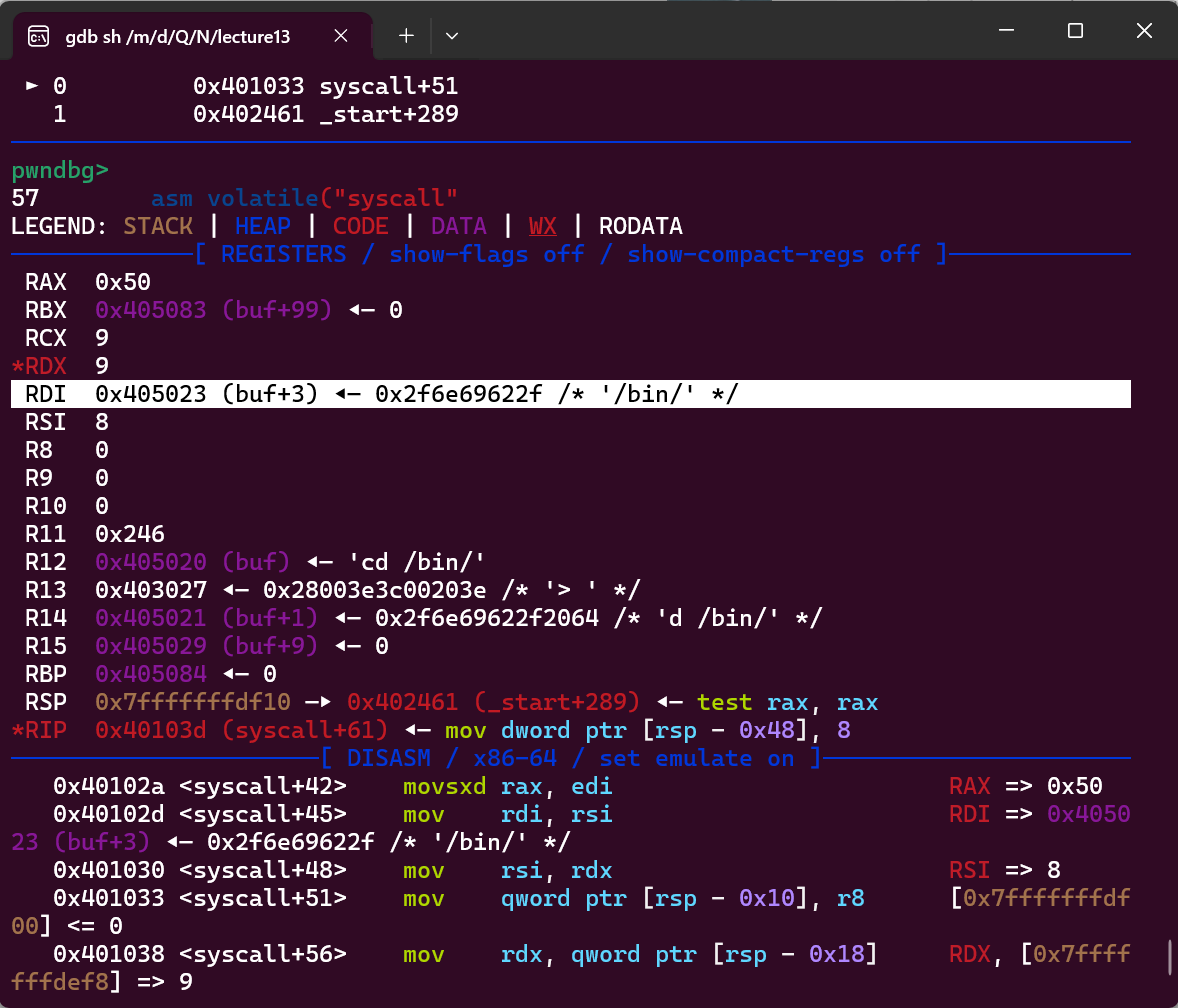 gdb sh /m/d/Q/N/lecture13
► 0         0x401033 syscall+51
  1         0x402461 _start+289
pwndbg>
57        asm volatile("syscall"
LEGEND: STACK | HEAP | CODE | DATA | WX | RODATA
[ REGISTERS / show-flags off / show-compact-regs off ]
RAX  0x50
RBX  0x405083 (buf+99) ◂— 0
RCX  9
*RDX  9
RDI  0x405023 (buf+3) ◂— 0x2f6e69622f /* '/bin/' */
RSI  8
R8   0
R9   0
R10  0
R11  0x246
R12  0x405020 (buf) ◂— 'cd /bin/'
R13  0x403027 ◂— 0x28003e3c00203e /* '> ' */
R14  0x405021 (buf+1) ◂— 0x2f6e69622f2064 /* 'd /bin/' */
R15  0x405029 (buf+9) ◂— 0
RBP  0x405084 ◂— 0
RSP  0x7fffffffdf10 —▸ 0x402461 (_start+289) ◂— test rax, rax
*RIP  0x40103d (syscall+61) ◂— mov dword ptr [rsp - 0x48], 8
[ DISASM / x86-64 / set emulate on ]
0x40102a <syscall+42>    movsxd rax, edi                        RAX => 0x50
0x40102d <syscall+45>    mov    rdi, rsi                        RDI => 0x4050
23 (buf+3) ◂— 0x2f6e69622f /* '/bin/' */
0x401030 <syscall+48>    mov    rsi, rdx                        RSI => 8
0x401033 <syscall+51>    mov    qword ptr [rsp - 0x10], r8      [0x7fffffffdf
00] <= 0
0x401038 <syscall+56>    mov    rdx, qword ptr [rsp - 0x18]     RDX, [0x7ffff
fffdef8] => 9